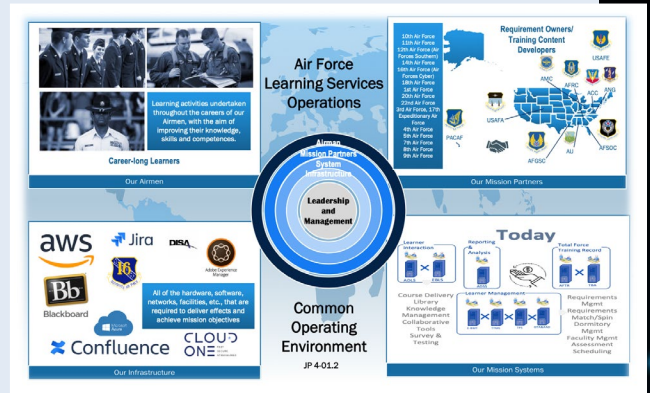 Learning activities undertaken
throughout the careers of our
Airmen, with the aim of
improving their knowledge,
skills and competences.
Career-long Learners
Our Airmen
Air Force
Learning Services
Operations
10th Air Force
11th Air Force
12th Air Force (Air
Forces Southern)
14th Air Force
16th Air Force (Air
Forces Cyber)
18th Air Force
1st Air Force
20th Air Force
22nd Air Force
3rd Air Force, 17th
Expeditionary Air
Force
4th Air Force
5th Air Force
7th Air Force
8th Air Force
9th Air Force
Requirement Owners/
Training Content
Developers
USAFE
AMC
AFRC
ACC
ANG
USAFA
PACAF
AFGSC
AU
AFSOC
Our Mission Partners
Airman
Mission Partners
System
Infrastructure
Leadership
and
Management
aws
Jira
DISA
Adobe Experience
Manager
16
Bb
Blackboard
All of the hardware, software,
networks, facilities, etc., that are
required to deliver effects and
achieve mission objectives
Microsoft
Azure
Confluence
CLOUD
ONE
Our Infrastructure
Common
Operating
Environment
JP 4-01.2
Today
Learner
Interaction
Reporting
& Analysis
Total Force
Training Record
Learner Management
Course Delivery
Library
Knowledge
Management
Collaborative
Tools
Survey &
Testing
Requirements
Mgmt
Requirements
Match/Spin
Dormitory
Mgmt
Faculty Mgmt
Assessment
Scheduling
Our Mission Systems